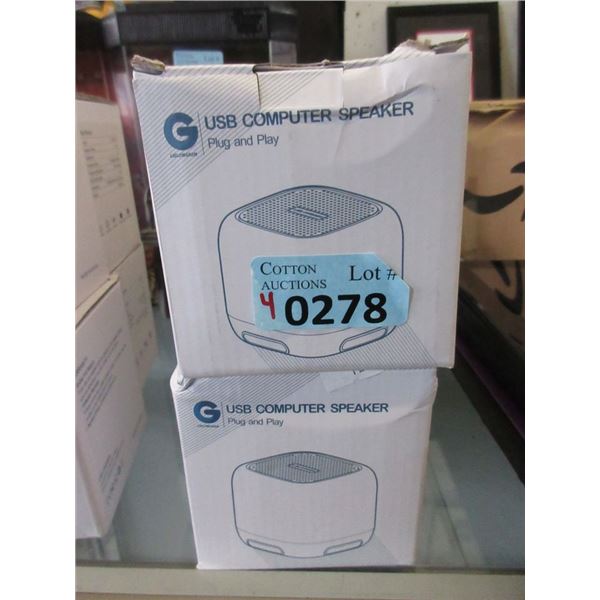 USB COMPUTER SPEAKER
Plug and Play
COTTON
AUCTIONS
Lot #
4
0278
USB COMPUTER SPEAKER
Plug and Play